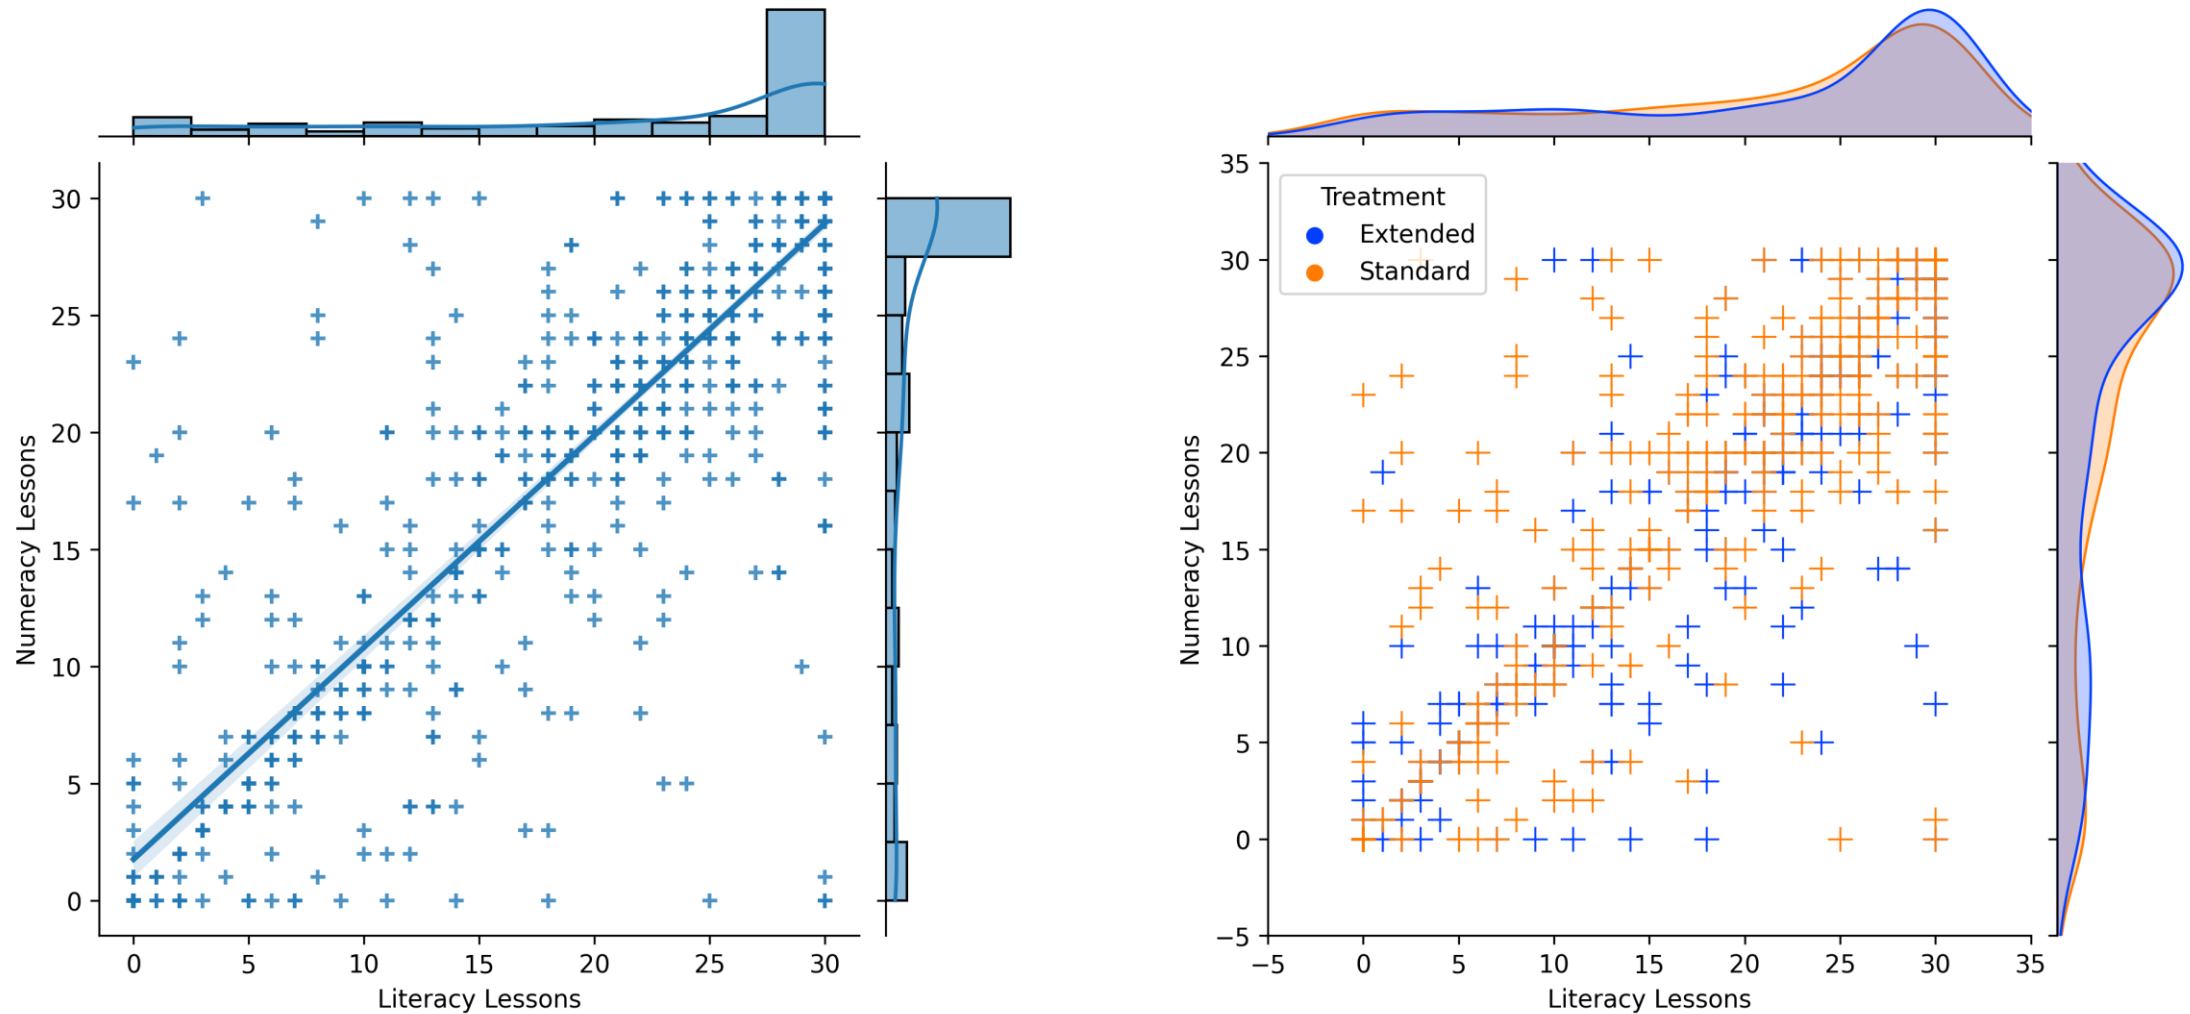 30
25
20
15
10
5
0
Numeracy Lessons
0 5 10 15 20 25 30
Literacy Lessons
Treatment
Extended
Standard
35
30
25
20
15
10
5
0
−5
Numeracy Lessons
−5 0 5 10 15 20 25 30 35
Literacy Lessons